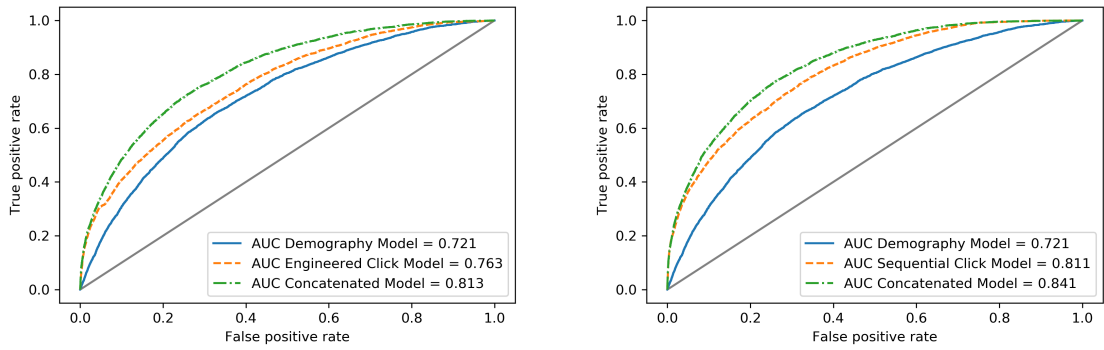 True positive rate
1.0
0.8
0.6
0.4
0.2
0.0
AUC Demography Model = 0.721
AUC Engineered Click Model = 0.763
AUC Concatenated Model = 0.813
0.0 0.2 0.4 0.6 0.8 1.0
False positive rate
True positive rate
1.0
0.8
0.6
0.4
0.2
0.0
AUC Demography Model = 0.721
AUC Sequential Click Model = 0.811
AUC Concatenated Model = 0.841
0.0 0.2 0.4 0.6 0.8 1.0
False positive rate